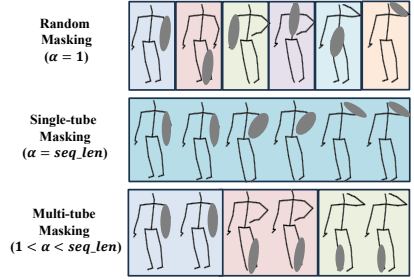 Random
Masking
(α = 1)
Single-tube
Masking
(α = seq_len)
Multi-tube
Masking
(1 < α < seq_len)